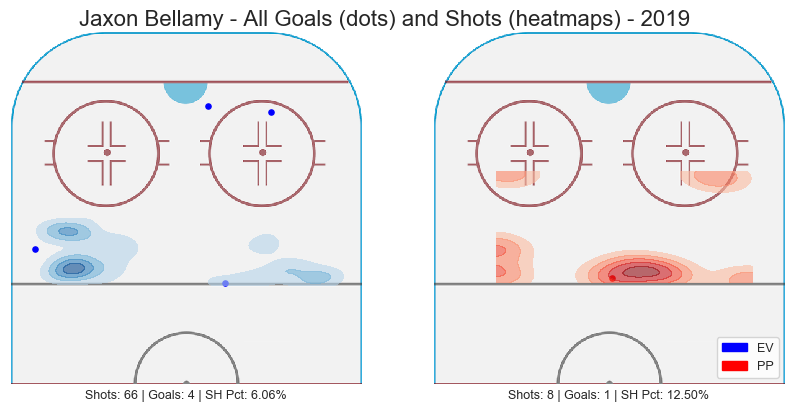 Jaxon Bellamy - All Goals (dots) and Shots (heatmaps) - 2019
EV
PP
Shots: 66 | Goals: 4 | SH Pct: 6.06%
Shots: 8 | Goals: 1 | SH Pct: 12.50%